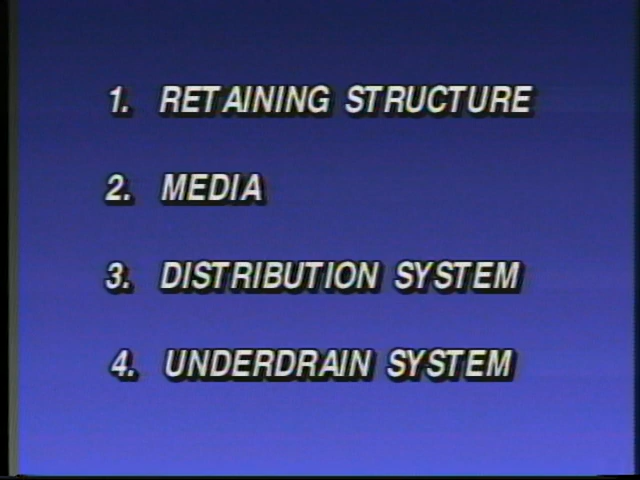 1. RETAINING STRUCTURE
2. MEDIA
3. DISTRIBUTION SYSTEM
4. UNDERDRAIN SYSTEM